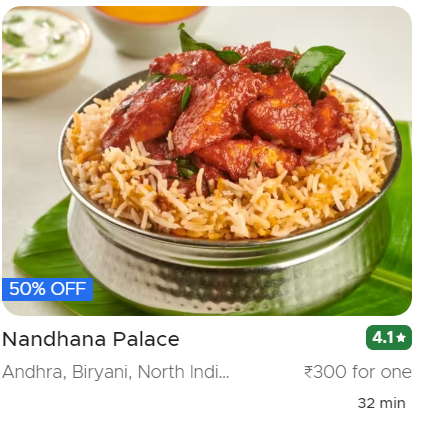 50% OFF
Nandhana Palace 4.1★
Andhra, Biryani, North Indi... ₹300 for one
32 min